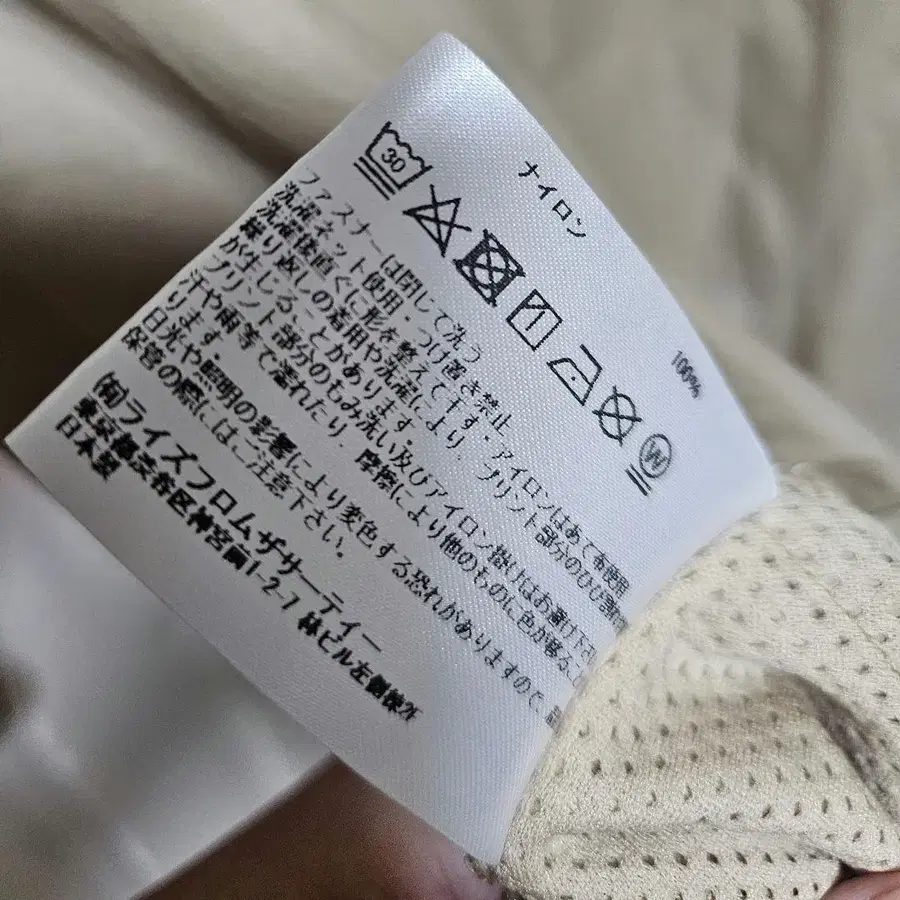 ナイロン
100%
30
W
ファスナーは閉じて洗う
洗濯ネット使用・つけ置き禁止・アイロンはあて布使用
洗濯後直ぐに形を整えて干す・
繰り返しの着用や洗濯により、プリント部分のひび割れ
が生じることがあります。
プリント部分のもみ洗い及びアイロン掛けはお避け下さ
汗や雨等で濡れたり、摩擦により他のものに色が移ること
ります。
日光や照明の影響により変色する恐れがありますので、
保管の際にはご注意下さい。
(有)ライズフロムザサーティー
東京都渋谷区神宮前1-2-7 林ビル左側後2F
日本製